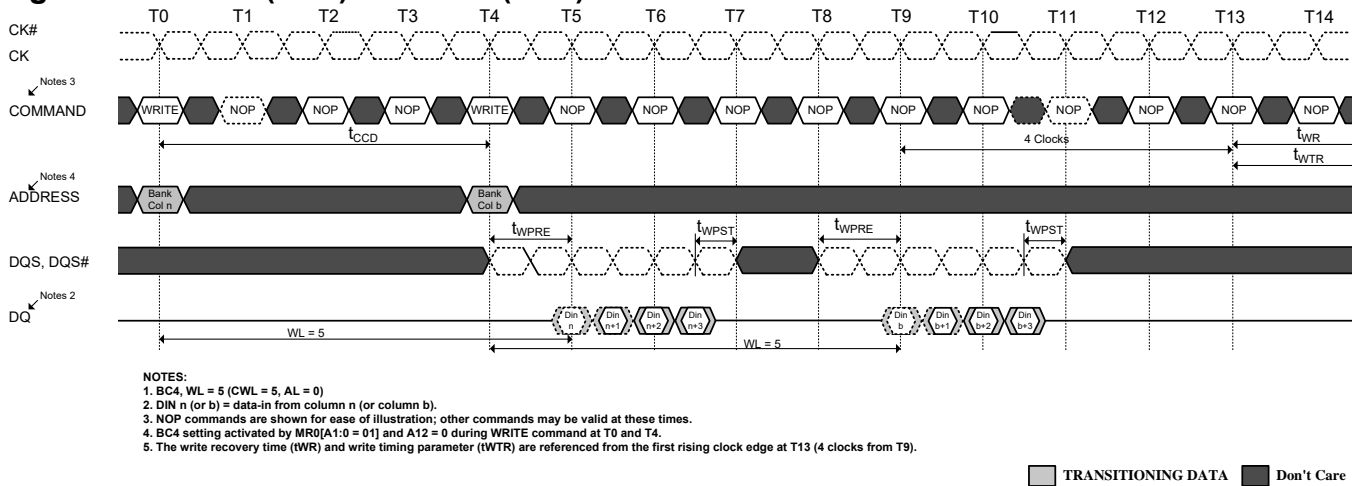 T0 T1 T2 T3 T4 T5 T6 T7 T8 T9 T10 T11 T12 T13 T14
CK#
CK
Notes 3
COMMAND WRITE NOP NOP NOP WRITE NOP NOP NOP NOP NOP NOP NOP NOP NOP NOP
tCCD
4 Clocks
tWR
tWTR
Notes 4
ADDRESS
Bank Col n
Bank Col b
tWPRE tWPST tWPRE tWPST
DQS, DQS#
Notes 2
DQ
Din n
Din n+1
Din n+2
Din n+3
Din b
Din b+1
Din b+2
Din b+3
WL = 5
WL = 5
NOTES:
1. BC4, WL = 5 (CWL = 5, AL = 0)
2. DIN n (or b) = data-in from column n (or column b).
3. NOP commands are shown for ease of illustration; other commands may be valid at these times.
4. BC4 setting activated by MR0[A1:0 = 01] and A12 = 0 during WRITE command at T0 and T4.
5. The write recovery time (tWR) and write timing parameter (tWTR) are referenced from the first rising clock edge at T13 (4 clocks from T9).
TRANSITIONING DATA
Don't Care